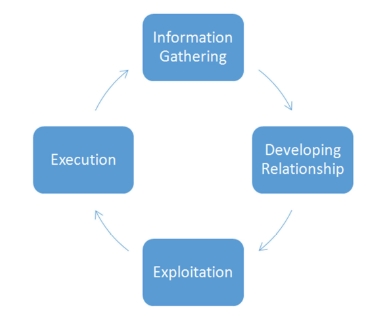 Information
Gathering
Developing
Relationship
Exploitation
Execution